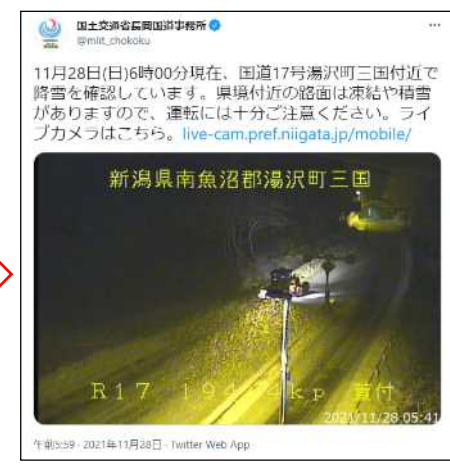 国土交通省長岡国道事務所
@mlit_chokoku
11月28日(日)6時00分現在、国道17号湯沢町三国付近で
降雪を確認しています。県境付近の路面は凍結や積雪
がありますので、運転には十分ご注意ください。ライ
ブカメラはこちら。live-cam.pref.niigata.jp/mobile/
新潟県南魚沼郡湯沢町三国
R17 194. kp 貫付
2021/11/28 05:41
午前5:59 · 2021年11月28日 · Twitter Web App